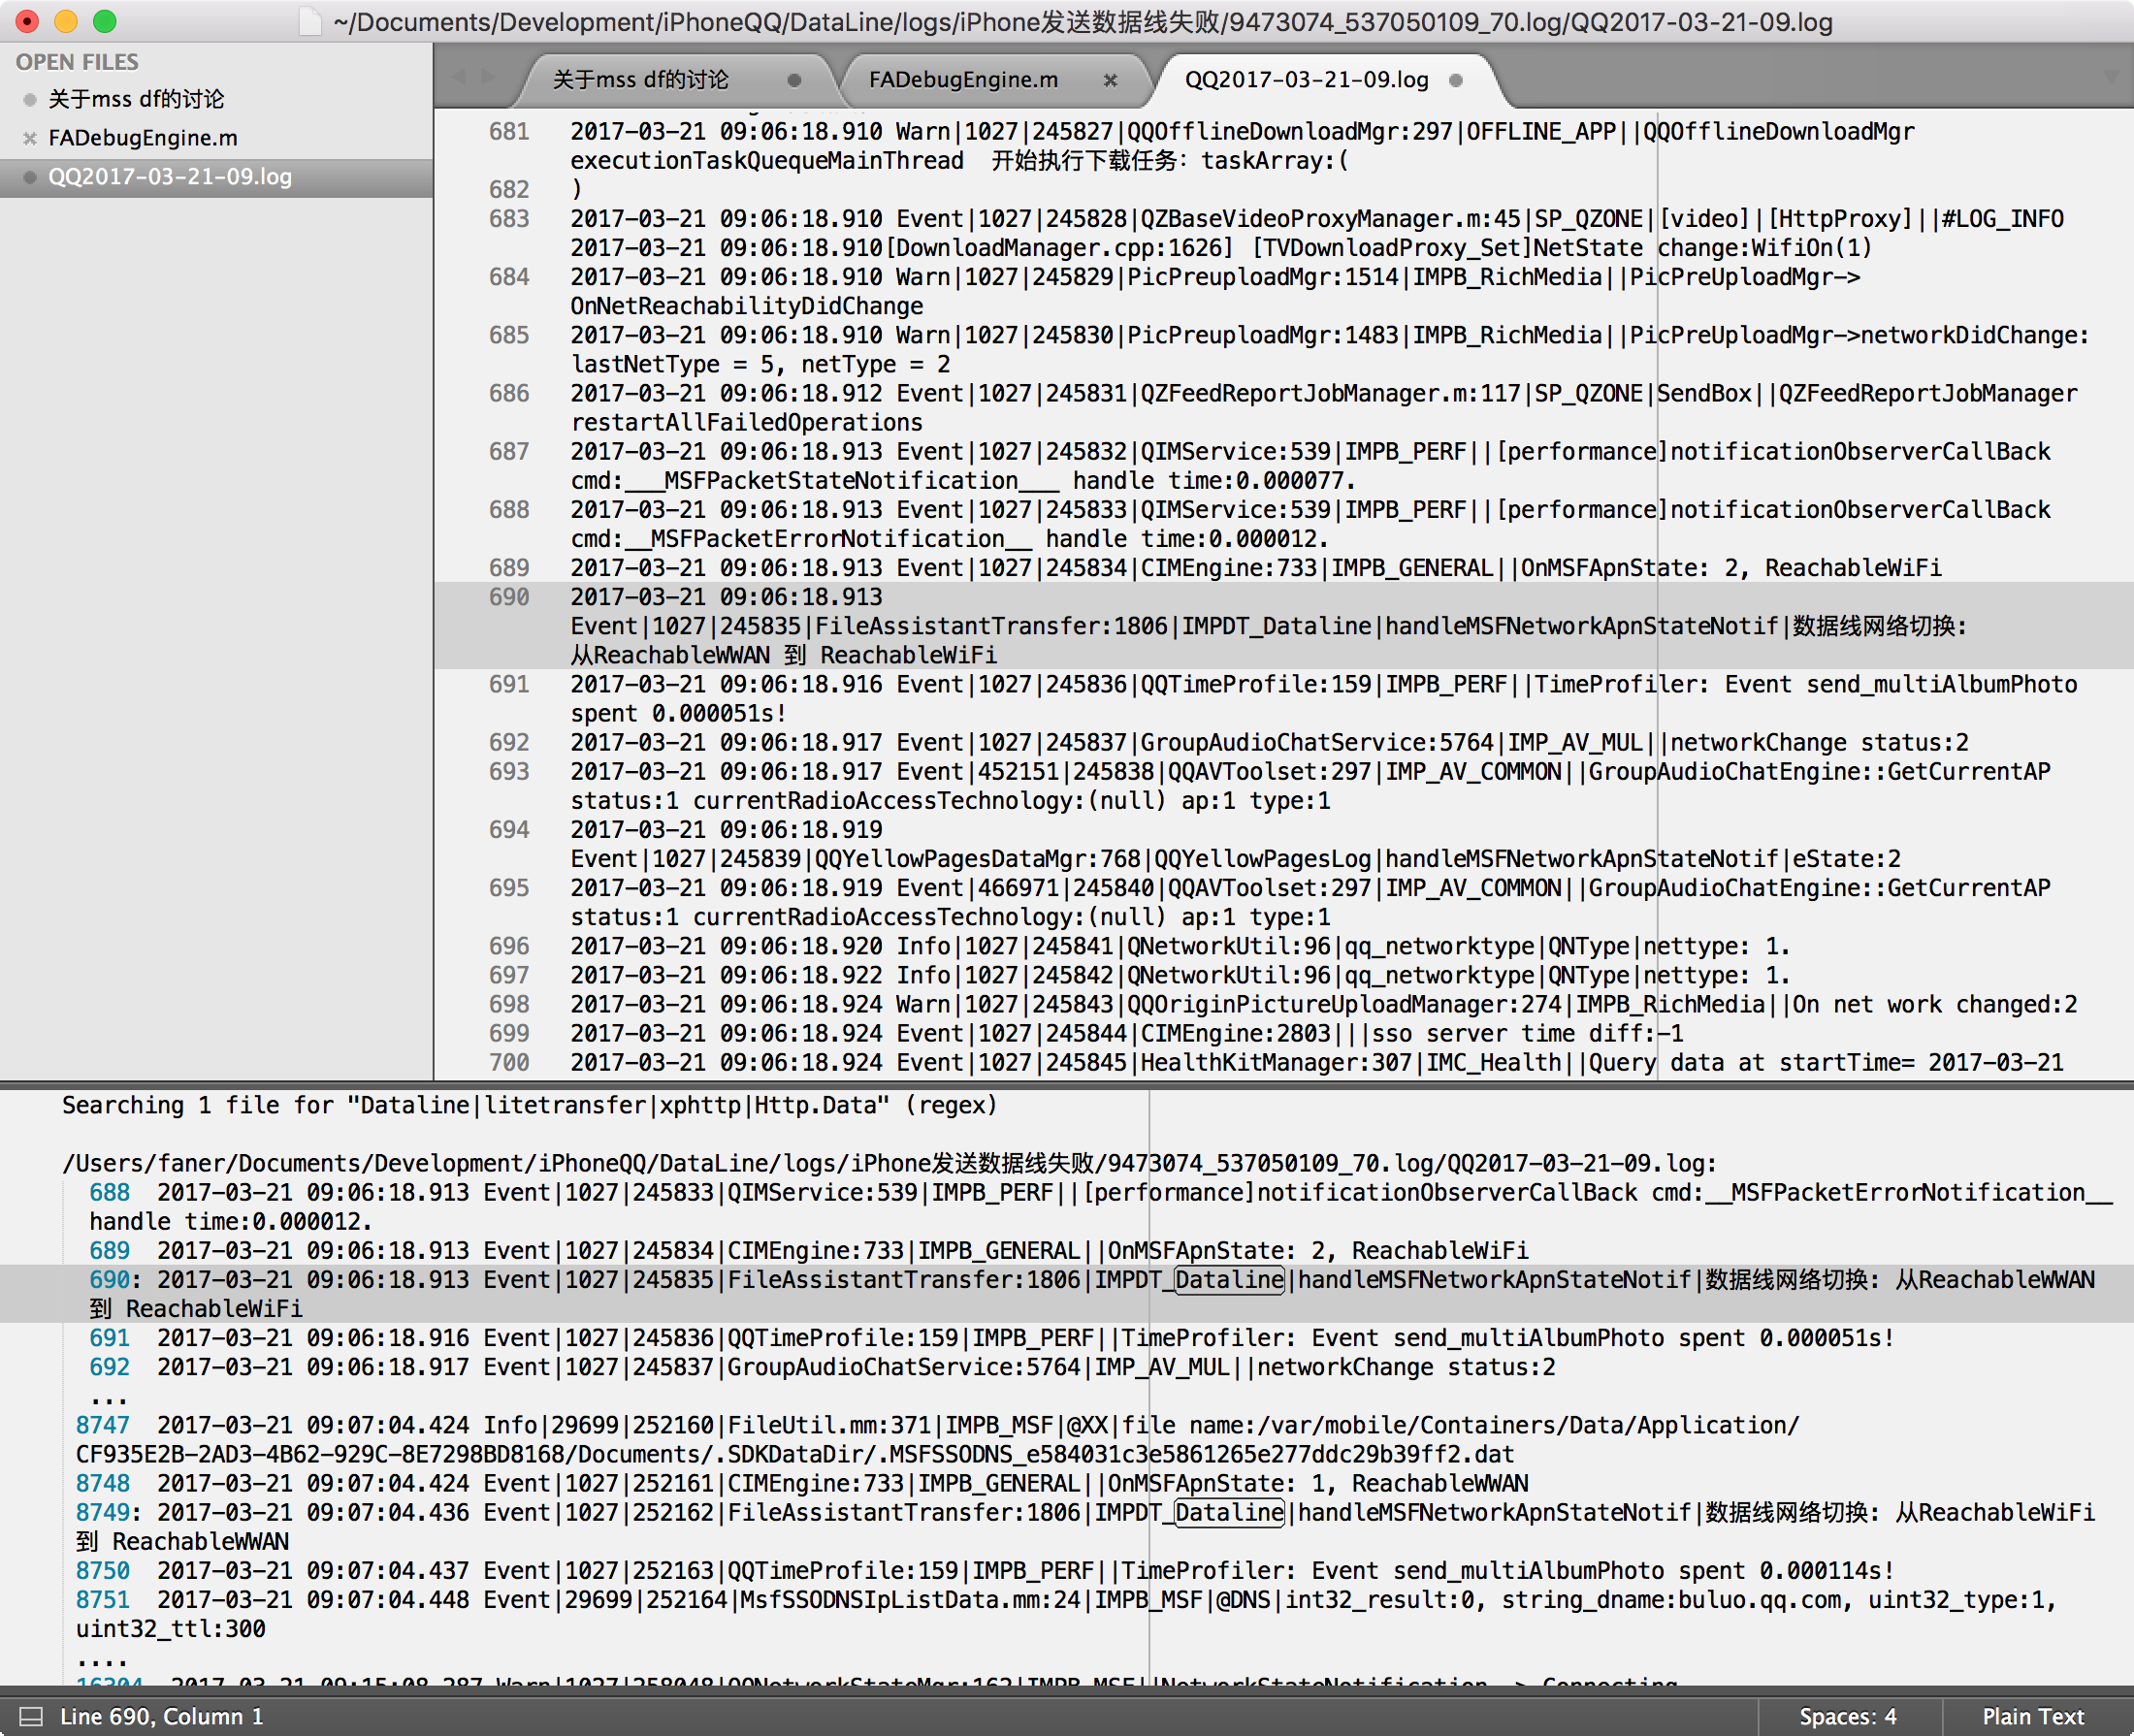 ~/Documents/Development/iPhoneQQ/DataLine/logs/iPhone发送数据线失败/9473074_537050109_70.log/QQ2017-03-21-09.log
OPEN FILES
关于mss df的讨论
FADebugEngine.m
QQ2017-03-21-09.log
关于mss df的讨论
FADebugEngine.m
QQ2017-03-21-09.log
681 2017-03-21 09:06:18.910 Warn|1027|245827|QQOfflineDownloadMgr:297|OFFLINE_APP||QQOfflineDownloadMgr
executionTaskQuequeMainThread  开始执行下载任务：taskArray:(
682 )
683 2017-03-21 09:06:18.910 Event|1027|245828|QZBaseVideoProxyManager.m:45|SP_QZONE|[video]|[HttpProxy]||#LOG_INFO
2017-03-21 09:06:18.910[DownloadManager.cpp:1626] [TVDownloadProxy_Set]NetState change:WifiOn(1)
684 2017-03-21 09:06:18.910 Warn|1027|245829|PicPreuploadMgr:1514|IMPB_RichMedia||PicPreUploadMgr->
OnNetReachabilityDidChange
685 2017-03-21 09:06:18.910 Warn|1027|245830|PicPreuploadMgr:1483|IMPB_RichMedia||PicPreUploadMgr->networkDidChange:
lastNetType = 5, netType = 2
686 2017-03-21 09:06:18.912 Event|1027|245831|QZFeedReportJobManager.m:117|SP_QZONE|SendBox||QZFeedReportJobManager
restartAllFailedOperations
687 2017-03-21 09:06:18.913 Event|1027|245832|QIMService:539|IMPB_PERF||[performance]notificationObserverCallBack
cmd:___MSFPacketStateNotification___ handle time:0.000077.
688 2017-03-21 09:06:18.913 Event|1027|245833|QIMService:539|IMPB_PERF||[performance]notificationObserverCallBack
cmd:__MSFPacketErrorNotification__ handle time:0.000012.
689 2017-03-21 09:06:18.913 Event|1027|245834|CIMEngine:733|IMPB_GENERAL||OnMSFApnState: 2, ReachableWiFi
690 2017-03-21 09:06:18.913
Event|1027|245835|FileAssistantTransfer:1806|IMPDT_Dataline|handleMSFNetworkApnStateNotif|数据线网络切换：
从ReachableWWAN 到 ReachableWiFi
691 2017-03-21 09:06:18.916 Event|1027|245836|QQTimeProfile:159|IMPB_PERF||TimeProfiler: Event send_multiAlbumPhoto
spent 0.000051s!
692 2017-03-21 09:06:18.917 Event|1027|245837|GroupAudioChatService:5764|IMP_AV_MUL||networkChange status:2
693 2017-03-21 09:06:18.917 Event|452151|245838|QQAVToolset:297|IMP_AV_COMMON||GroupAudioChatEngine::GetCurrentAP
status:1 currentRadioAccessTechnology:(null) ap:1 type:1
694 2017-03-21 09:06:18.919
Event|1027|245839|QQYellowPagesDataMgr:768|QQYellowPagesLog|handleMSFNetworkApnStateNotif|eState:2
695 2017-03-21 09:06:18.919 Event|466971|245840|QQAVToolset:297|IMP_AV_COMMON||GroupAudioChatEngine::GetCurrentAP
status:1 currentRadioAccessTechnology:(null) ap:1 type:1
696 2017-03-21 09:06:18.920 Info|1027|245841|QNetworkUtil:96|qq_networktype|QNType|nettype: 1.
697 2017-03-21 09:06:18.922 Info|1027|245842|QNetworkUtil:96|qq_networktype|QNType|nettype: 1.
698 2017-03-21 09:06:18.924 Warn|1027|245843|QQOriginPictureUploadManager:274|IMPB_RichMedia||On net work changed:2
699 2017-03-21 09:06:18.924 Event|1027|245844|CIMEngine:2803|||sso server time diff:-1
700 2017-03-21 09:06:18.924 Event|1027|245845|HealthKitManager:307|IMC_Health||Query data at startTime= 2017-03-21
Searching 1 file for "Dataline|litetransfer|xphttp|Http.Data" (regex)
/Users/faner/Documents/Development/iPhoneQQ/DataLine/logs/iPhone发送数据线失败/9473074_537050109_70.log/QQ2017-03-21-09.log:
688 2017-03-21 09:06:18.913 Event|1027|245833|QIMService:539|IMPB_PERF||[performance]notificationObserverCallBack cmd:__MSFPacketErrorNotification__
handle time:0.000012.
689 2017-03-21 09:06:18.913 Event|1027|245834|CIMEngine:733|IMPB_GENERAL||OnMSFApnState: 2, ReachableWiFi
690: 2017-03-21 09:06:18.913 Event|1027|245835|FileAssistantTransfer:1806|IMPDT_Dataline|handleMSFNetworkApnStateNotif|数据线网络切换：从ReachableWWAN
到 ReachableWiFi
691 2017-03-21 09:06:18.916 Event|1027|245836|QQTimeProfile:159|IMPB_PERF||TimeProfiler: Event send_multiAlbumPhoto spent 0.000051s!
692 2017-03-21 09:06:18.917 Event|1027|245837|GroupAudioChatService:5764|IMP_AV_MUL||networkChange status:2
...
8747 2017-03-21 09:07:04.424 Info|29699|252160|FileUtil.mm:371|IMPB_MSF|@XX|file name:/var/mobile/Containers/Data/Application/
CF935E2B-2AD3-4B62-929C-8E7298BD8168/Documents/.SDKDataDir/.MSFSSODNS_e584031c3e5861265e277ddc29b39ff2.dat
8748 2017-03-21 09:07:04.424 Event|1027|252161|CIMEngine:733|IMPB_GENERAL||OnMSFApnState: 1, ReachableWWAN
8749: 2017-03-21 09:07:04.436 Event|1027|252162|FileAssistantTransfer:1806|IMPDT_Dataline|handleMSFNetworkApnStateNotif|数据线网络切换：从ReachableWiFi
到 ReachableWWAN
8750 2017-03-21 09:07:04.437 Event|1027|252163|QQTimeProfile:159|IMPB_PERF||TimeProfiler: Event send_multiAlbumPhoto spent 0.000114s!
8751 2017-03-21 09:07:04.448 Event|29699|252164|MsfSSODNSIpListData.mm:24|IMPB_MSF|@DNS|int32_result:0, string_dname:buluo.qq.com, uint32_type:1,
uint32_ttl:300
....
16304 2017-03-21 09:15:08.287 Warn|1027|258048|QQNetworkStateMgr:162|IMPB_MSF||NetworkStateNotification -> Connecting
Line 690, Column 1
Spaces: 4
Plain Text